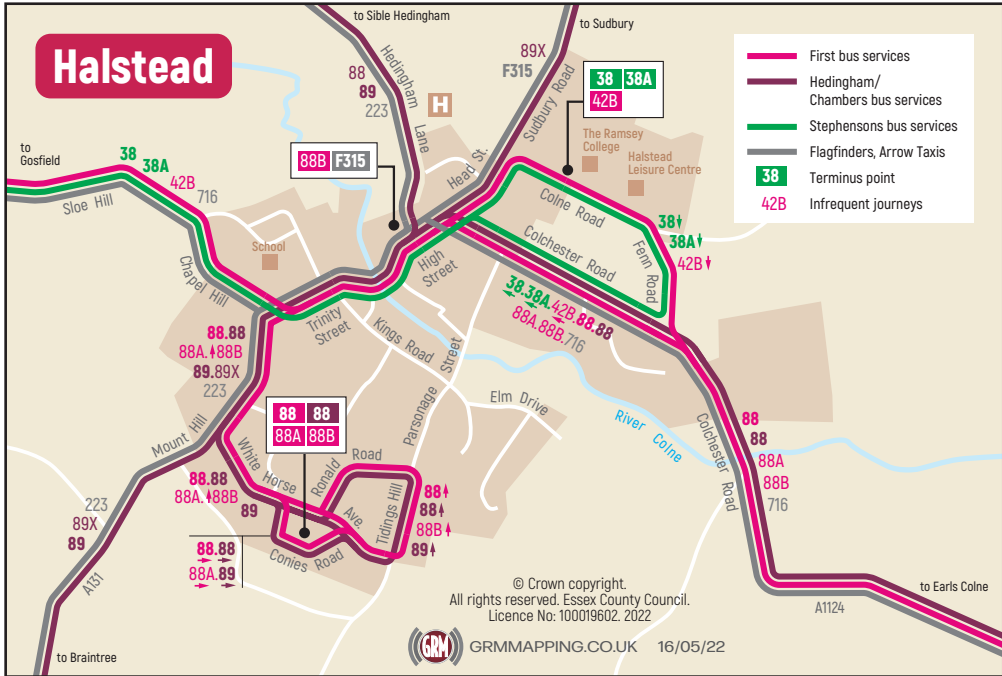 Halstead
to Sible Hedingham
to Sudbury
88
89
223
Hedingham
Lane
H
89X
F315
Sudbury Road
38 38A
42B
The Ramsey
College
Halstead
Leisure Centre
First bus services
Hedingham/
Chambers bus services
Stephensons bus services
Flagfinders, Arrow Taxis
38 Terminus point
42B Infrequent journeys
to
Gosfield
38
38A
42B
716
Sloe Hill
88B F315
Head St.
Colne Road
Colchester Road
Fenn Road
38↓
38A↓
42B↓
School
Chapel Hill
High
Street
Trinity
Street
Kings Road
Parsonage Street
38.38A.42B.88.88
← ← ←
88A.88B.716
88.88
88A.↑88B
89.89X
223
Mount Hill
88 88
88A 88B
Elm Drive
River Colne
Colchester Road
88
88
88A
88B
716
White Horse Ave.
Ronald Road
Tidings Hill
88↑
88↑
88B↑
89↑
88.88
88A.↑88B
89
223
89X
89
A131
88.88
→ →
88A.89
→ →
Conies Road
to Braintree
to Earls Colne
A1124
© Crown copyright.
All rights reserved. Essex County Council.
Licence No: 100019602. 2022
GRM GRMMAPPING.CO.UK 16/05/22